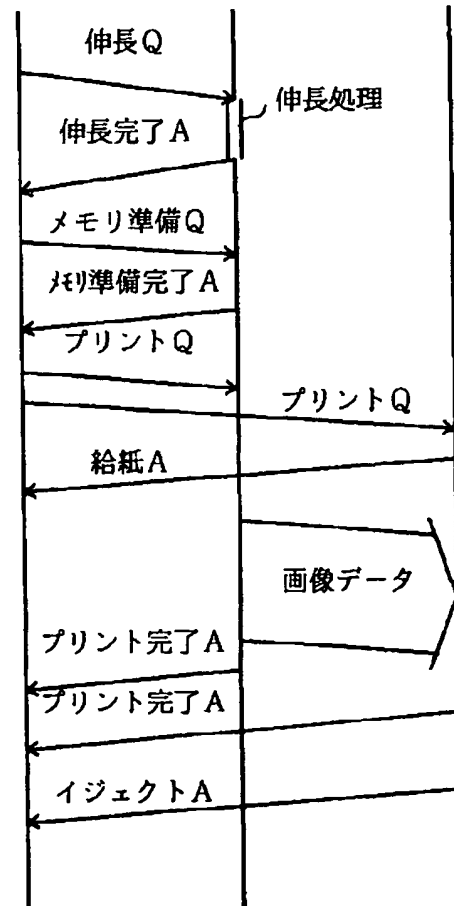 伸長Q
伸長処理
伸長完了A
メモリ準備Q
メモリ準備完了A
プリントQ
プリントQ
給紙A
画像データ
プリント完了A
プリント完了A
イジェクトA